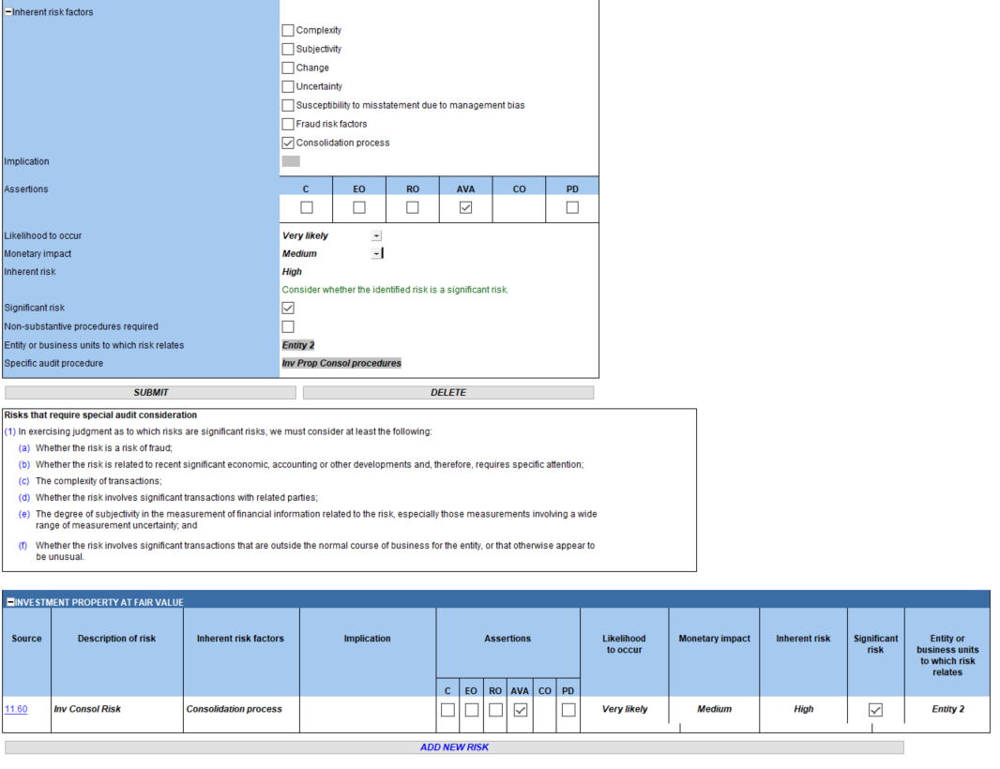 Inherent risk factors
Complexity
Subjectivity
Change
Uncertainty
Susceptibility to misstatement due to management bias
Fraud risk factors
Consolidation process
Implication
Assertions C EO RO AVA CO PD
Likelihood to occur Very likely
Monetary impact Medium
Inherent risk High
Consider whether the identified risk is a significant risk.
Significant risk
Non-substantive procedures required
Entity or business units to which risk relates Entity 2
Specific audit procedure Inv Prop Consol procedures
SUBMIT DELETE
Risks that require special audit consideration
(1) In exercising judgment as to which risks are significant risks, we must consider at least the following:
(a) Whether the risk is a risk of fraud;
(b) Whether the risk is related to recent significant economic, accounting or other developments and, therefore, requires specific attention;
(c) The complexity of transactions;
(d) Whether the risk involves significant transactions with related parties;
(e) The degree of subjectivity in the measurement of financial information related to the risk, especially those measurements involving a wide
range of measurement uncertainty; and
(f) Whether the risk involves significant transactions that are outside the normal course of business for the entity, or that otherwise appear to
be unusual.
INVESTMENT PROPERTY AT FAIR VALUE
Source Description of risk Inherent risk factors Implication Assertions Likelihood to occur Monetary impact Inherent risk Significant risk Entity or business units to which risk relates
C EO RO AVA CO PD
11.60 Inv Consol Risk Consolidation process Very likely Medium High Entity 2
ADD NEW RISK